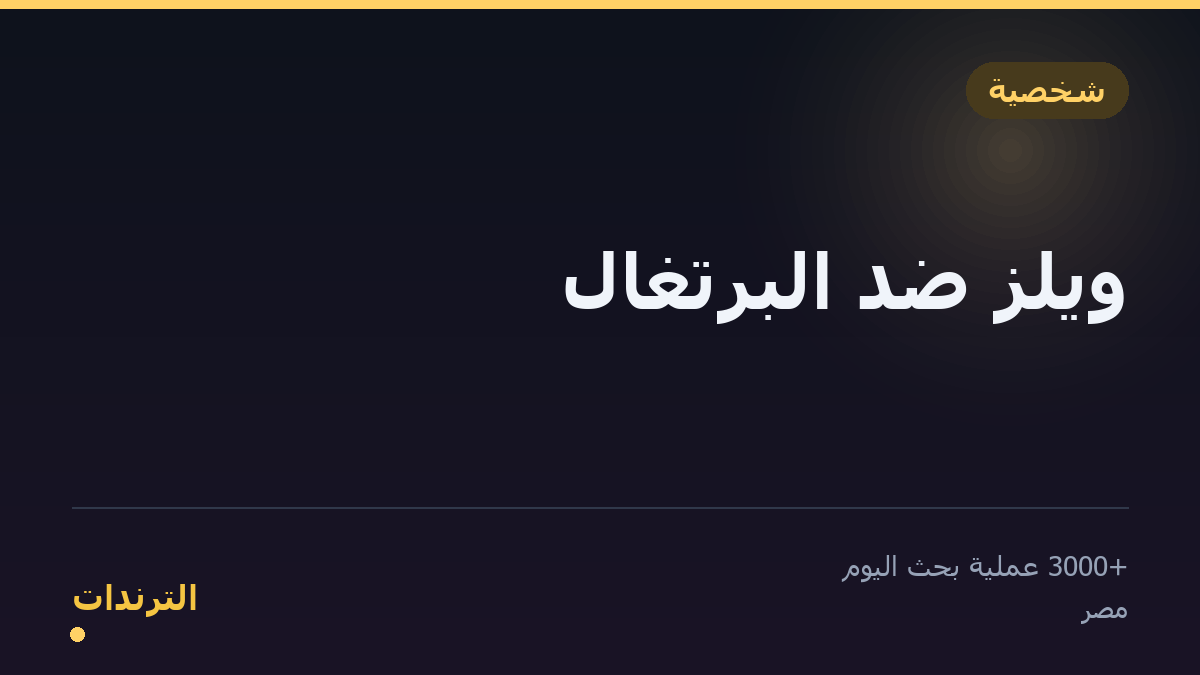 شخصية
ويلز ضد البرتغال
+3000 عملية بحث اليوم
مصر
الترندات